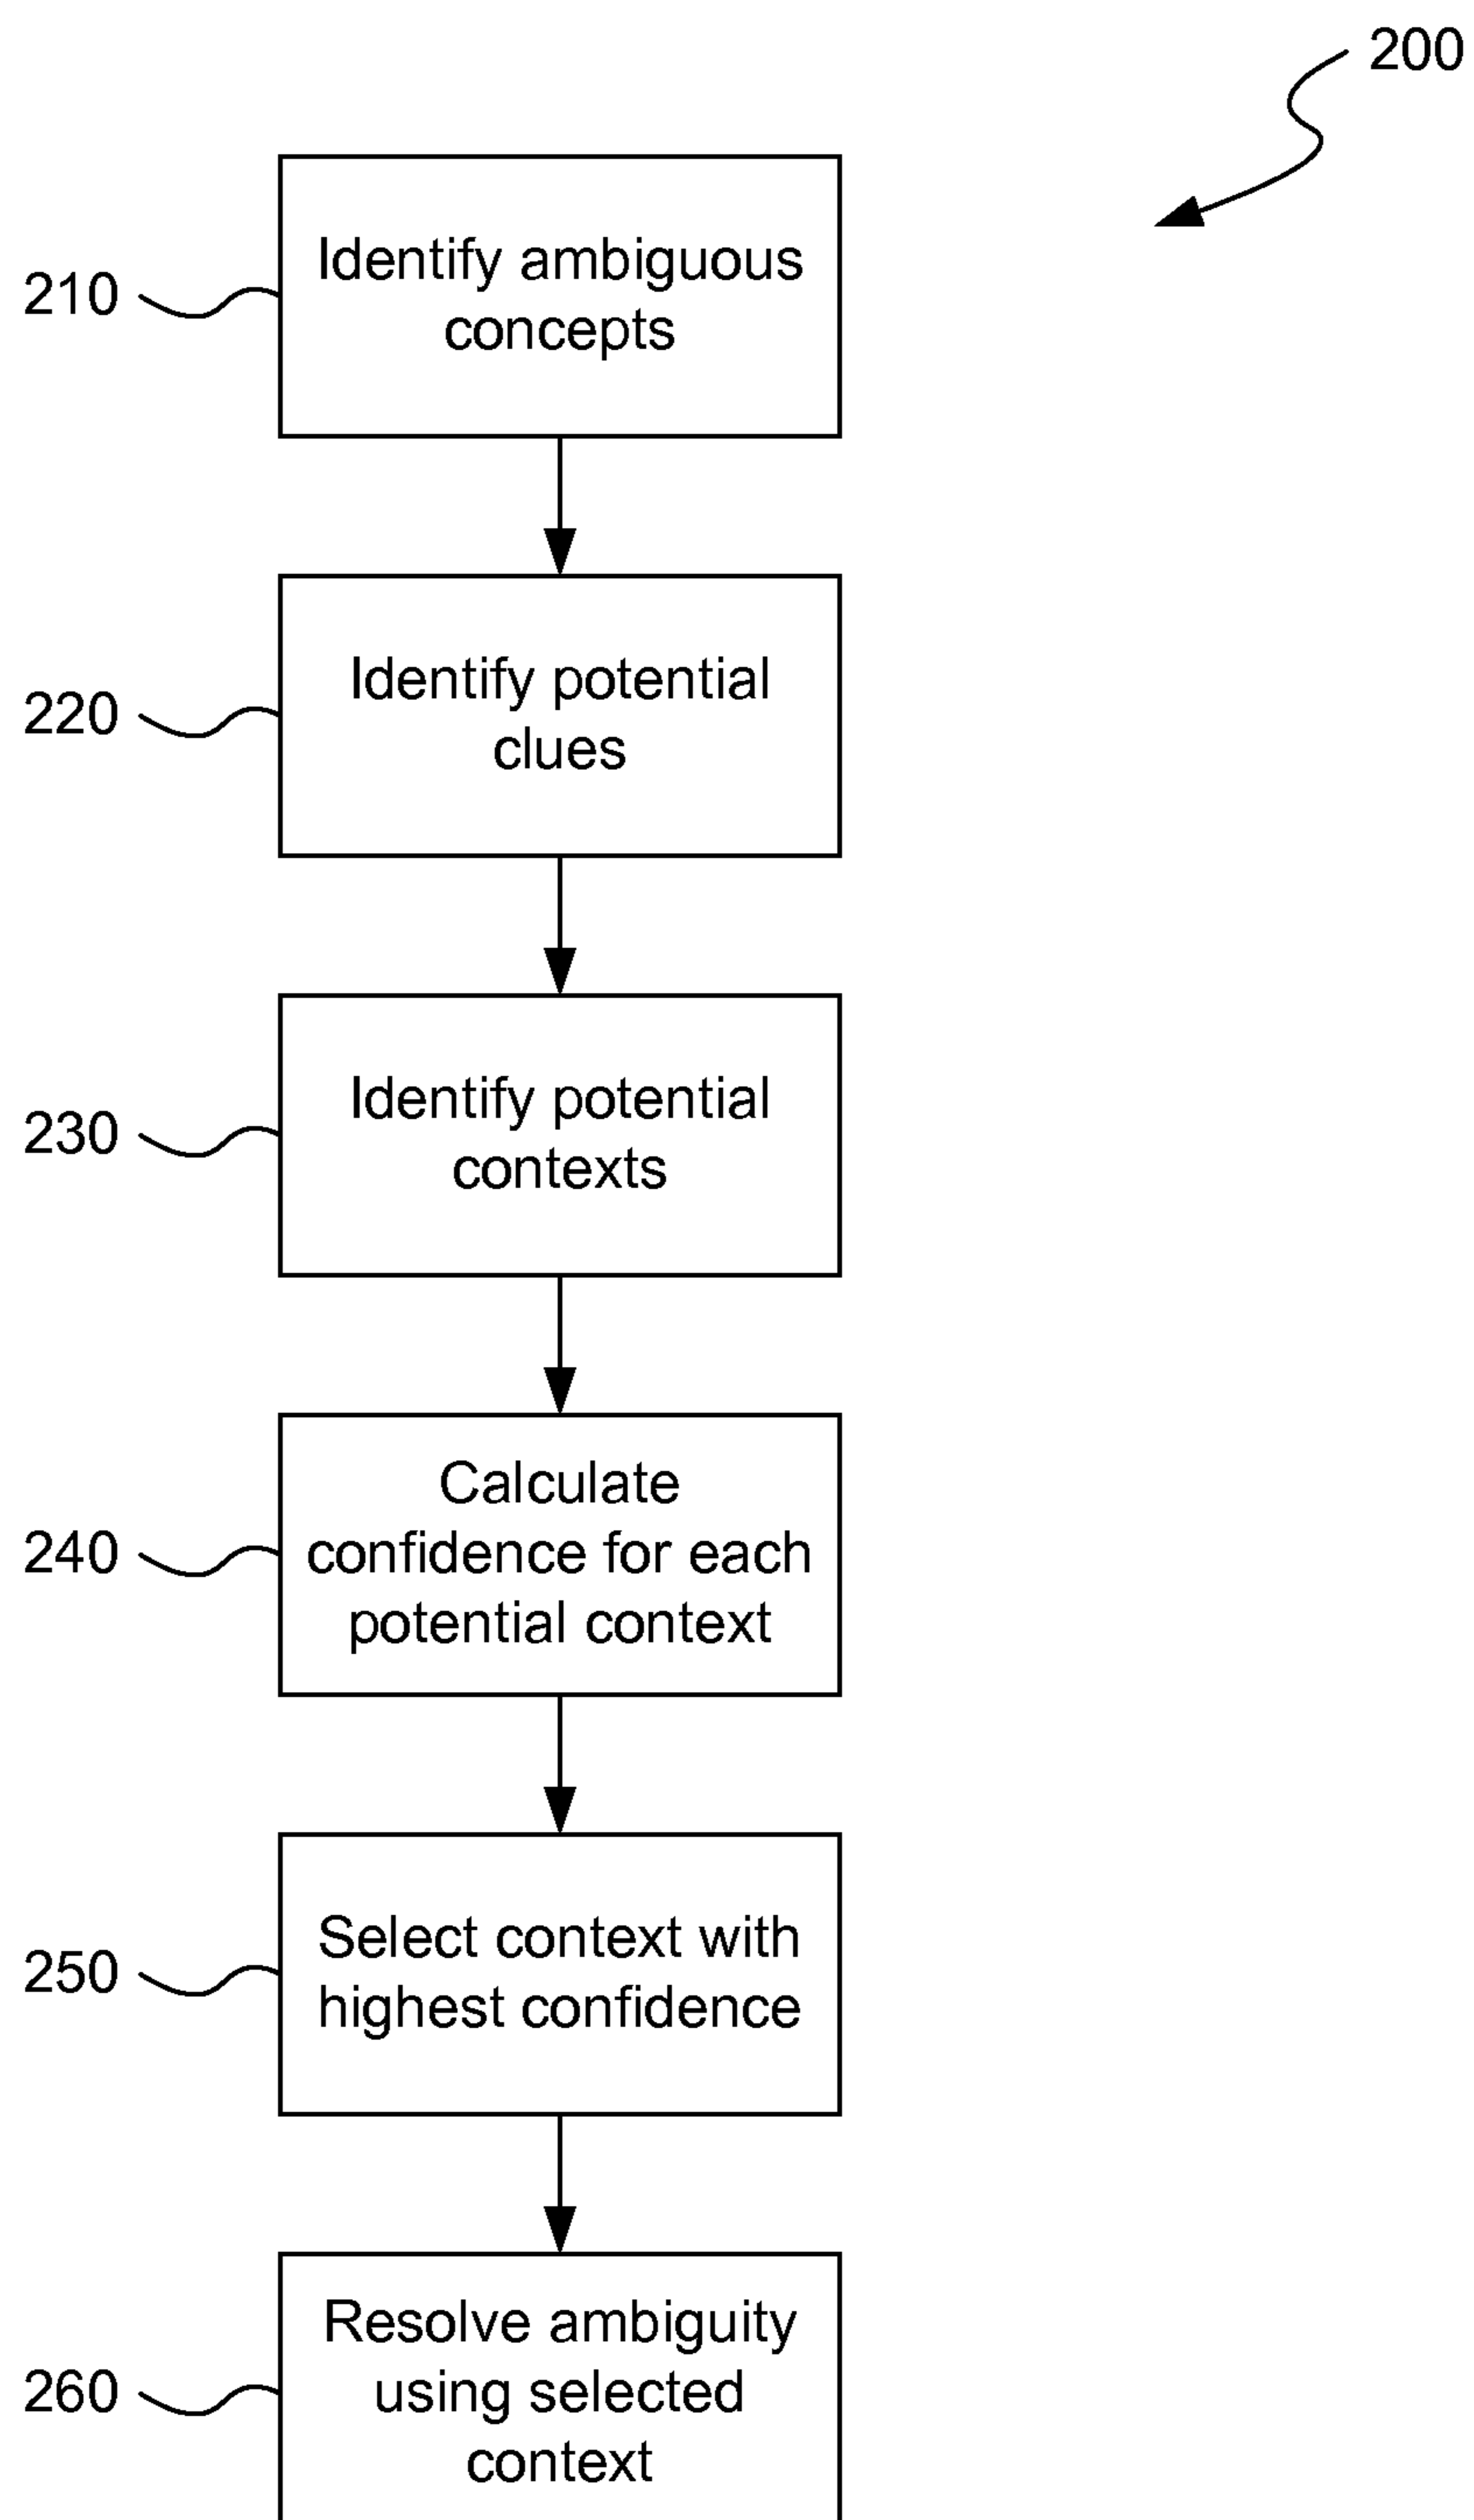 200
210
Identify ambiguous
concepts
220
Identify potential
clues
230
Identify potential
contexts
240
Calculate
confidence for each
potential context
250
Select context with
highest confidence
260
Resolve ambiguity
using selected
context